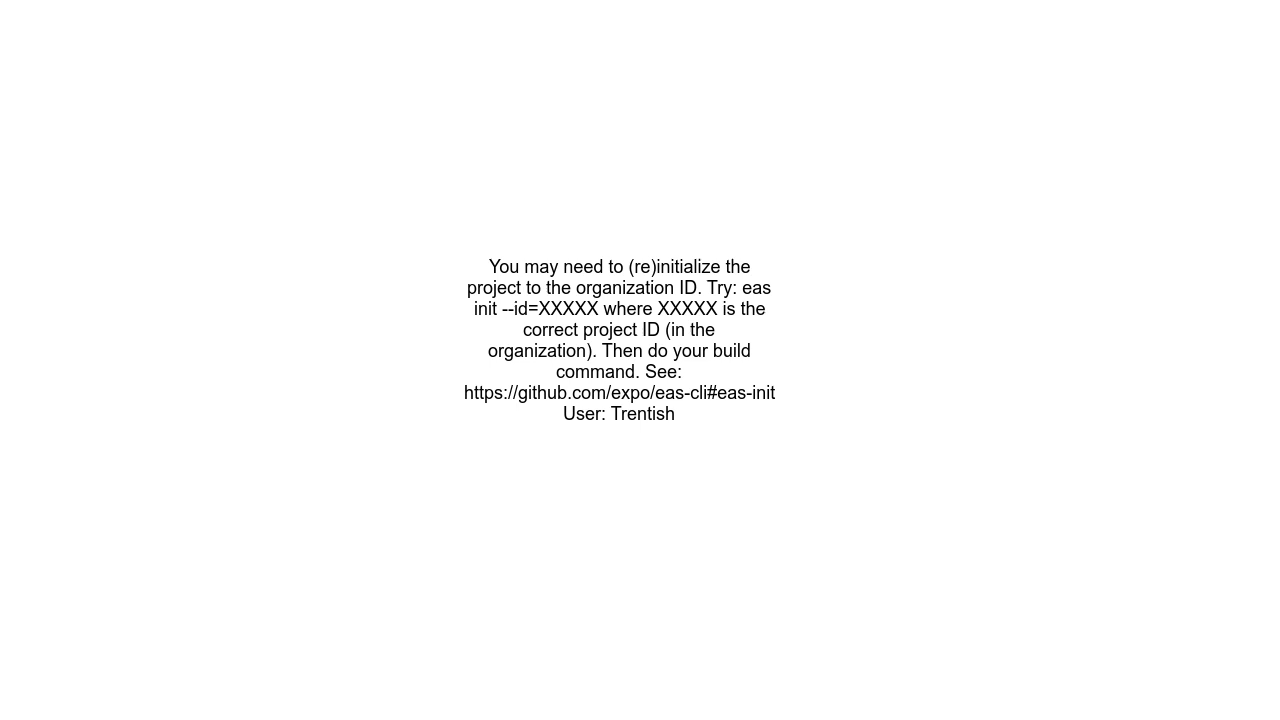 You may need to (re)initialize the
project to the organization ID. Try: eas
init --id=XXXXX where XXXXX is the
correct project ID (in the
organization). Then do your build
command. See:
https://github.com/expo/eas-cli#eas-init
User: Trentish